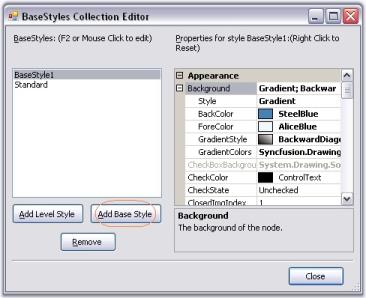 BaseStyles Collection Editor
BaseStyles: (F2 or Mouse Click to edit)
Properties for style BaseStyle1:(Right Click to
Reset)
BaseStyle1
Standard
Appearance
Background Gradient; Backwar
Style Gradient
BackColor SteelBlue
ForeColor AliceBlue
GradientStyle BackwardDiago
GradientColors Syncfusion.Drawing
CheckBoxBackgrou System.Drawing.So
CheckColor ControlText
CheckState Unchecked
ClosedImgIndex 1
Add Level Style
Add Base Style
Remove
Background
The background of the node.
Close